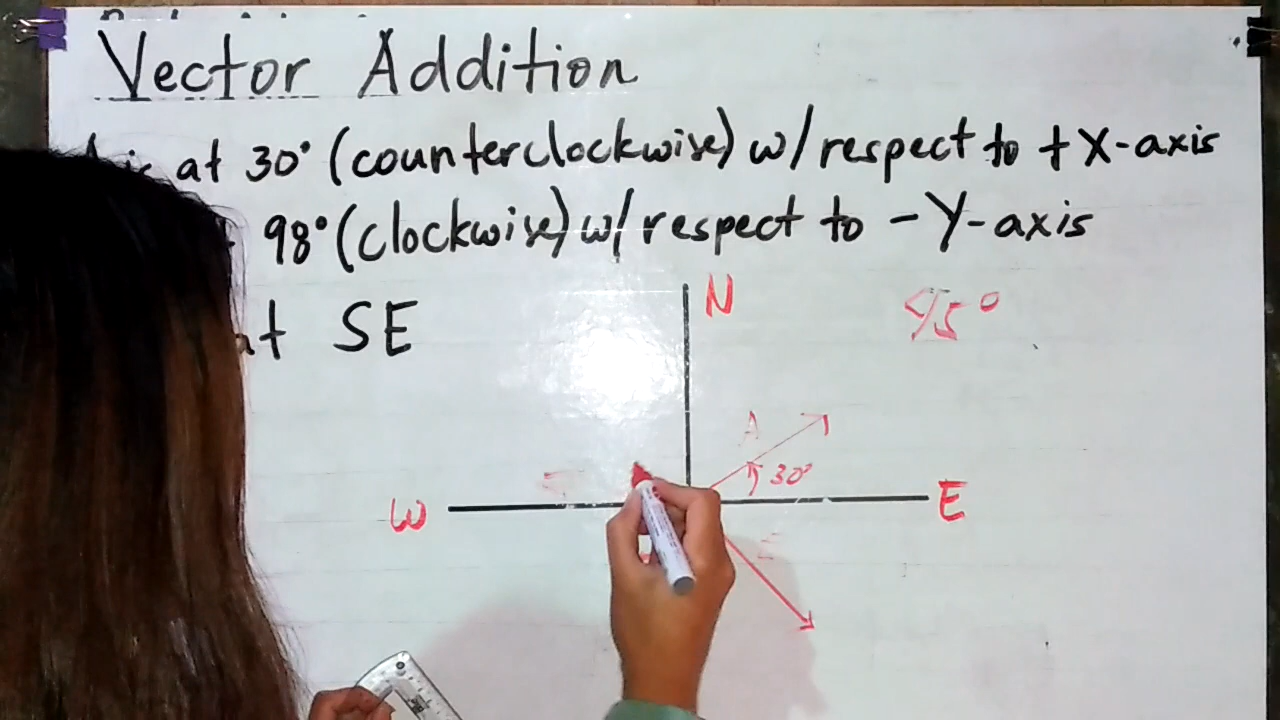 Vector Addition
at 30° (counterclockwise) w/ respect to +X-axis
98° (clockwise) w/ respect to -Y-axis
at SE
N
45°
A
30°
W
E